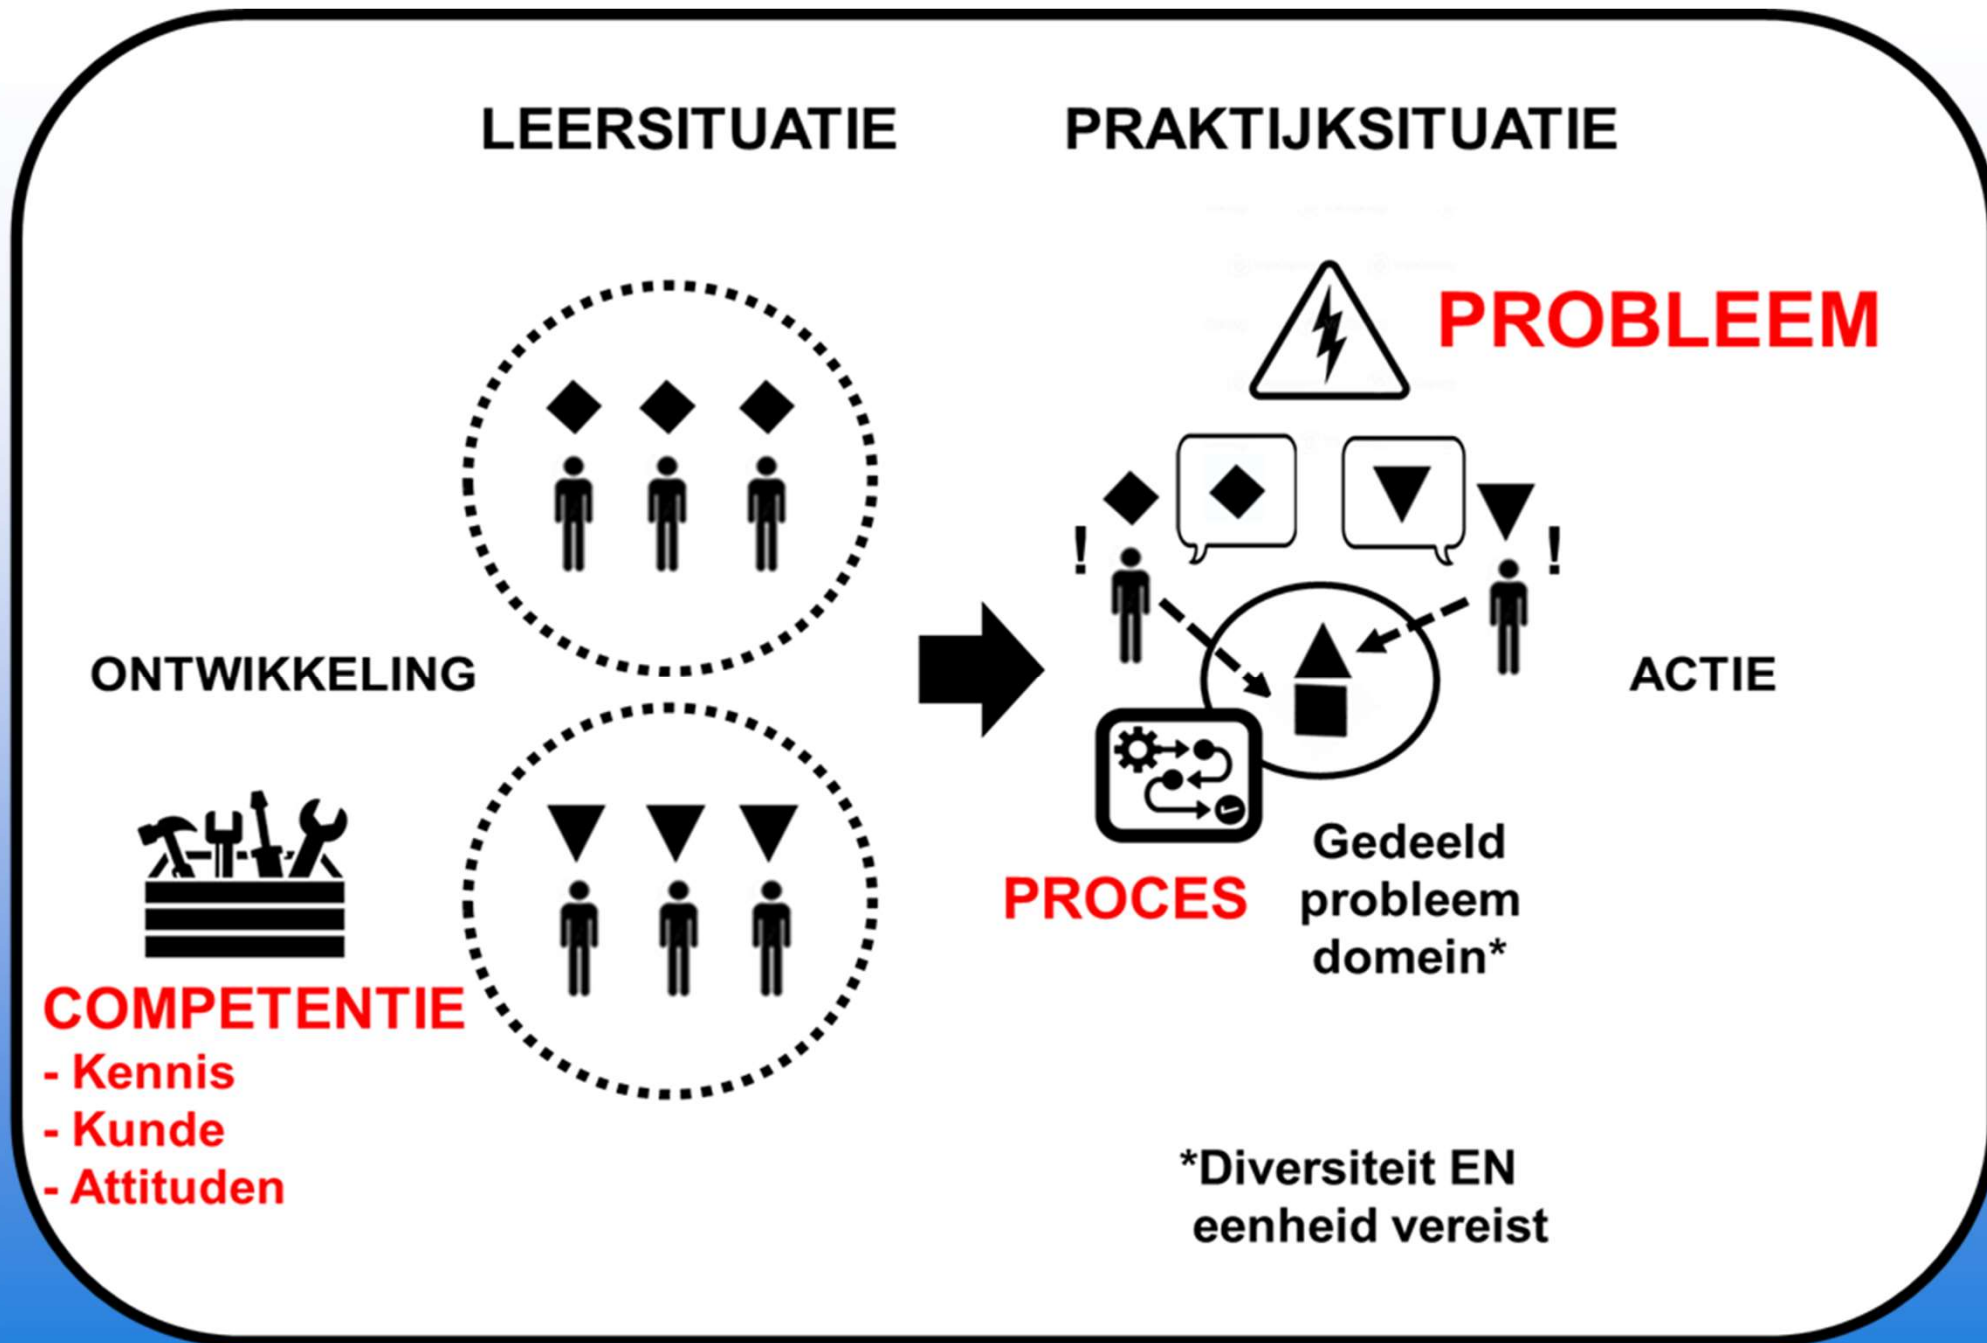 LEERSITUATIE
PRAKTIJKSITUATIE
PROBLEEM
!
!
ONTWIKKELING
ACTIE
PROCES
Gedeeld
probleem
domein*
COMPETENTIE
- Kennis
- Kunde
- Attituden
*Diversiteit EN
eenheid vereist